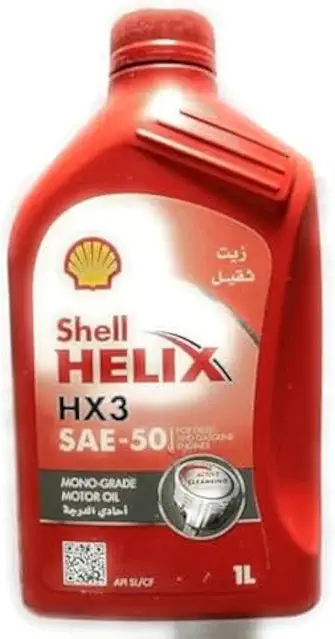 زيت
ثقيل
Shell
HELIX
HX3
SAE-50
FOR DIESEL
AND GASOLINE
ENGINES
MONO-GRADE
MOTOR OIL
أحادي الدرجة
ACTIVE
CLEANSING
API SL/CF
1L